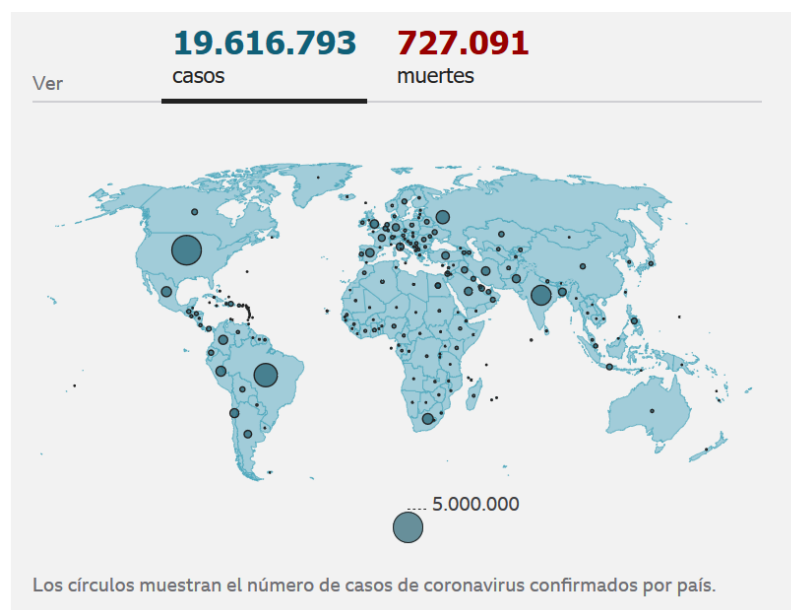 19.616.793 727.091
Ver casos muertes
5.000.000
Los círculos muestran el número de casos de coronavirus confirmados por país.